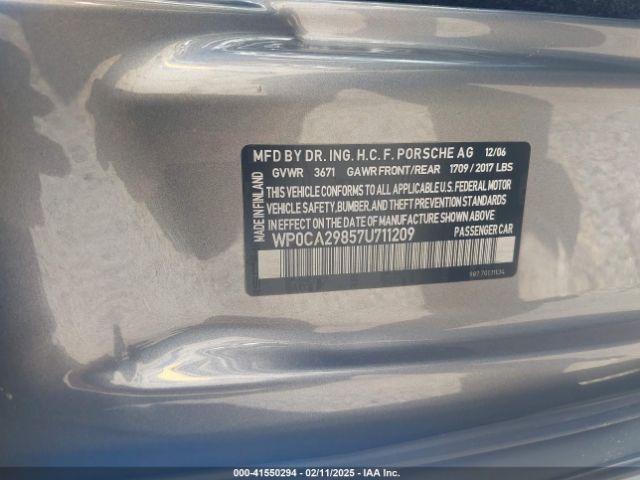 MFD BY DR. ING. H.C. F. PORSCHE AG 12/06
GVWR 3671 GAWR FRONT/REAR 1709 / 2017 LBS
THIS VEHICLE CONFORMS TO ALL APPLICABLE U.S. FEDERAL MOTOR
VEHICLE SAFETY, BUMPER, AND THEFT PREVENTION STANDARDS
IN EFFECT ON THE DATE OF MANUFACTURE SHOWN ABOVE.
WP0CA29857U711209 PASSENGER CAR
MADE IN FINLAND
000-41550294 - 02/11/2025 - IAA Inc.